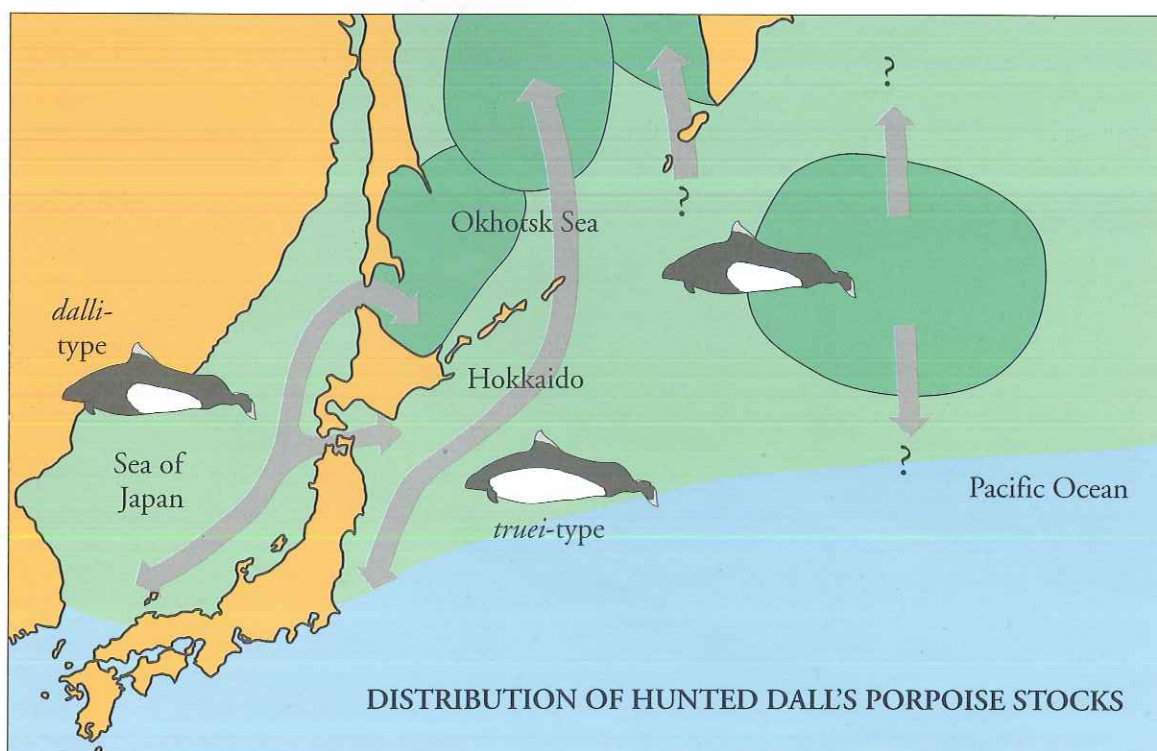 ?
Okhotsk Sea
?
dalli-
type
Hokkaido
Sea of
Japan
?
Pacific Ocean
truei-type
DISTRIBUTION OF HUNTED DALL'S PORPOISE STOCKS